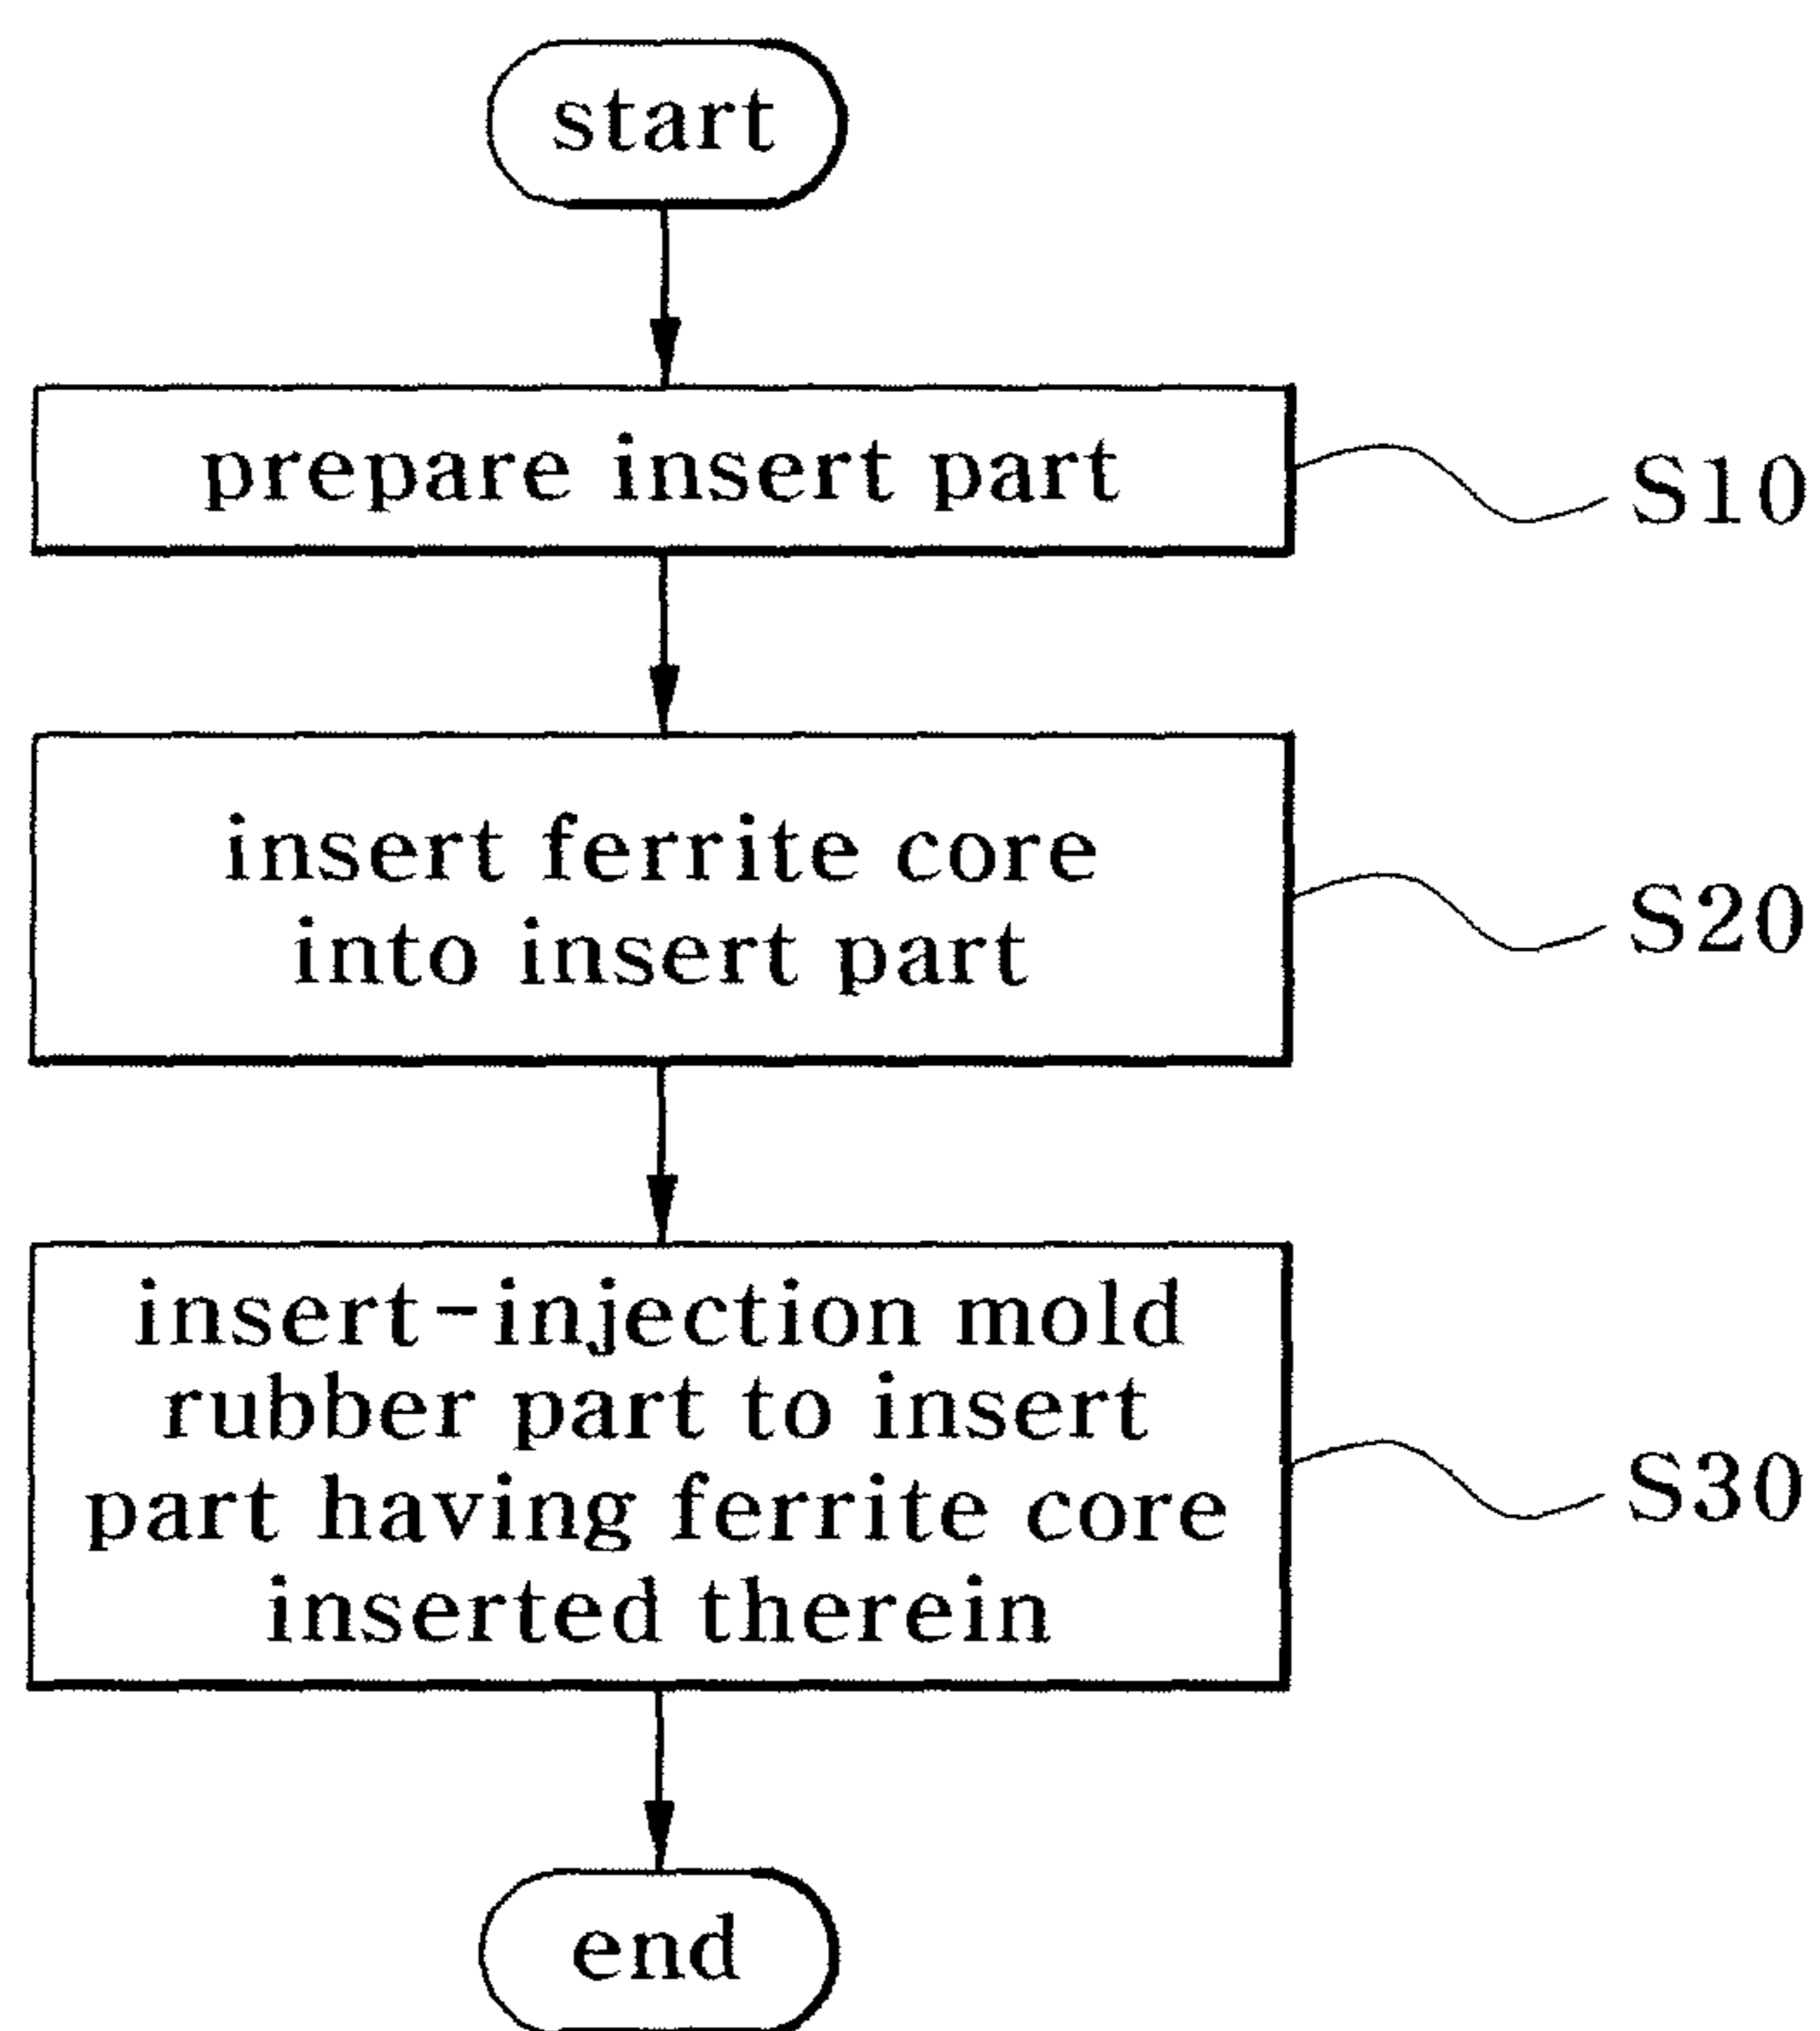 start
prepare insert part
S10
insert ferrite core
into insert part
S20
insert-injection mold
rubber part to insert
part having ferrite core
inserted therein
S30
end